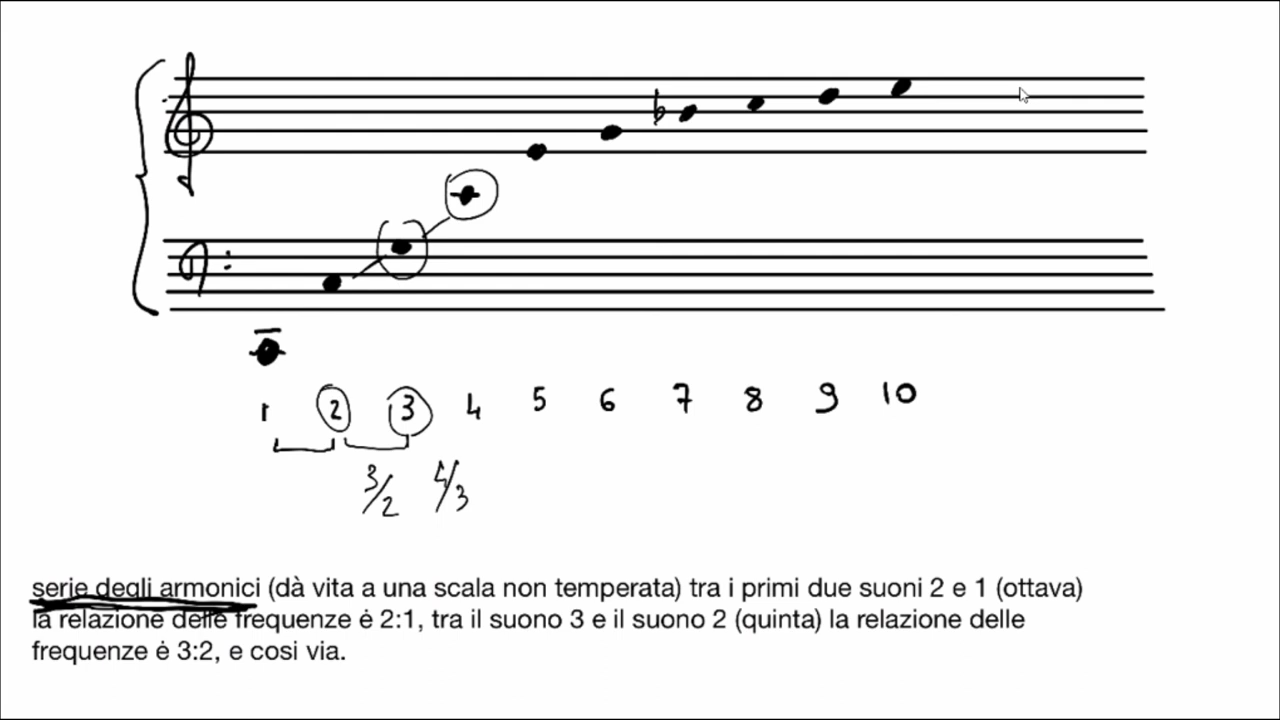 ♭
1 2 3 4 5 6 7 8 9 10
3/2 4/3
serie degli armonici (dà vita a una scala non temperata) tra i primi due suoni 2 e 1 (ottava)
la relazione delle frequenze ė 2:1, tra il suono 3 e il suono 2 (quinta) la relazione delle
frequenze ė 3:2, e cosi via.